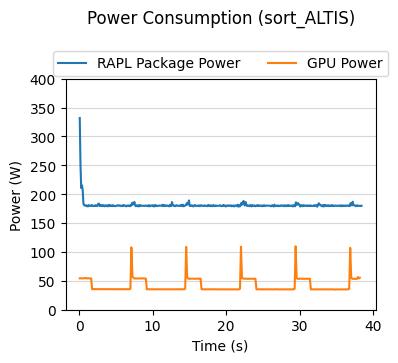 Power Consumption (sort_ALTIS)
RAPL Package Power GPU Power
400
350
300
250
200
150
100
50
0
Power (W)
0 10 20 30 40
Time (s)